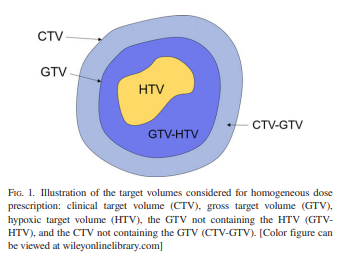 CTV
GTV
HTV
GTV-HTV
CTV-GTV
FIG. 1. Illustration of the target volumes considered for homogeneous dose
prescription: clinical target volume (CTV), gross target volume (GTV),
hypoxic target volume (HTV), the GTV not containing the HTV (GTV-
HTV), and the CTV not containing the GTV (CTV-GTV). [Color figure can
be viewed at wileyonlinelibrary.com]